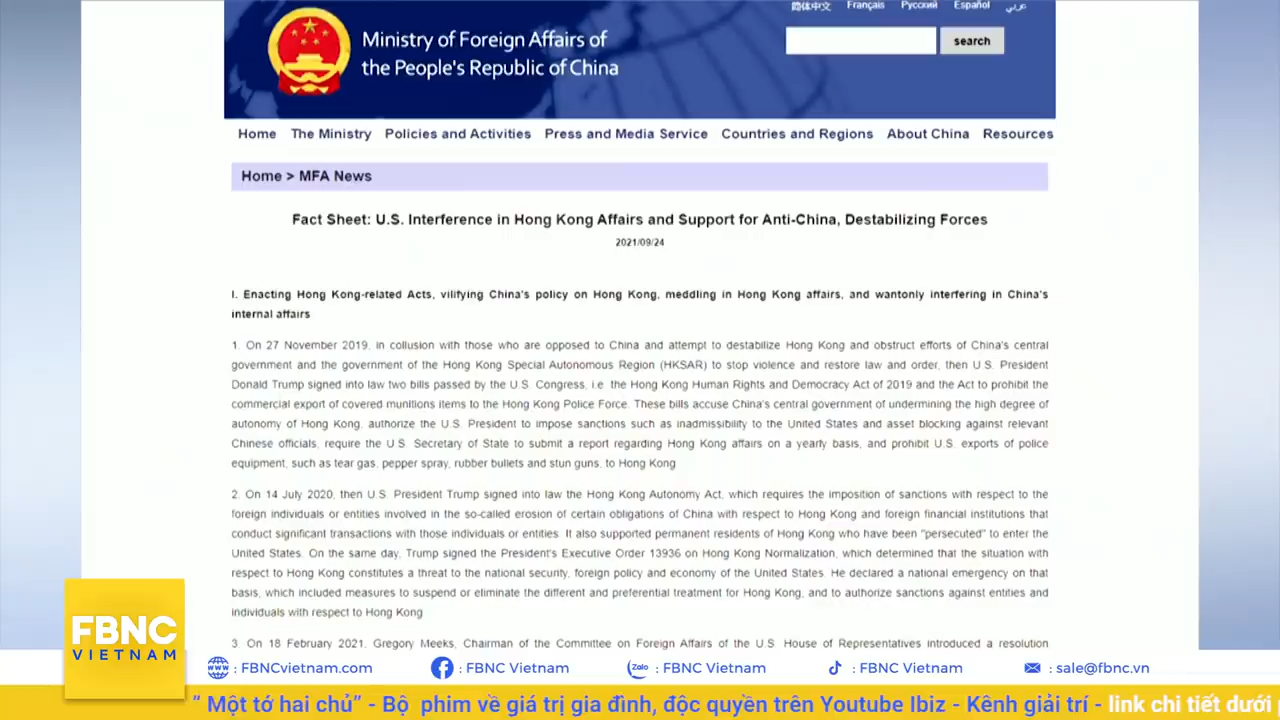 简体中文 Français Русский Español عربي
Ministry of Foreign Affairs of
the People's Republic of China
search
Home The Ministry Policies and Activities Press and Media Service Countries and Regions About China Resources
Home > MFA News
Fact Sheet: U.S. Interference in Hong Kong Affairs and Support for Anti-China, Destabilizing Forces
2021/09/24
I. Enacting Hong Kong-related Acts, vilifying China's policy on Hong Kong, meddling in Hong Kong affairs, and wantonly interfering in China's
internal affairs
1. On 27 November 2019, in collusion with those who are opposed to China and attempt to destabilize Hong Kong and obstruct efforts of China's central
government and the government of the Hong Kong Special Autonomous Region (HKSAR) to stop violence and restore law and order, then U.S. President
Donald Trump signed into law two bills passed by the U.S. Congress, i.e. the Hong Kong Human Rights and Democracy Act of 2019 and the Act to prohibit the
commercial export of covered munitions items to the Hong Kong Police Force. These bills accuse China's central government of undermining the high degree of
autonomy of Hong Kong, authorize the U.S. President to impose sanctions such as inadmissibility to the United States and asset blocking against relevant
Chinese officials, require the U.S. Secretary of State to submit a report regarding Hong Kong affairs on a yearly basis, and prohibit U.S. exports of police
equipment, such as tear gas, pepper spray, rubber bullets and stun guns, to Hong Kong
2. On 14 July 2020, then U.S. President Trump signed into law the Hong Kong Autonomy Act, which requires the imposition of sanctions with respect to the
foreign individuals or entities involved in the so-called erosion of certain obligations of China with respect to Hong Kong and foreign financial institutions that
conduct significant transactions with those individuals or entities. It also supported permanent residents of Hong Kong who have been "persecuted" to enter the
United States. On the same day, Trump signed the President's Executive Order 13936 on Hong Kong Normalization, which determined that the situation with
respect to Hong Kong constitutes a threat to the national security, foreign policy and economy of the United States. He declared a national emergency on that
basis, which included measures to suspend or eliminate the different and preferential treatment for Hong Kong, and to authorize sanctions against entities and
individuals with respect to Hong Kong
3. On 18 February 2021, Gregory Meeks, Chairman of the Committee on Foreign Affairs of the U.S. House of Representatives introduced a resolution
FBNC
VIETNAM
: FBNCvietnam.com : FBNC Vietnam Zalo : FBNC Vietnam : FBNC Vietnam : sale@fbnc.vn
" Một tớ hai chủ" - Bộ phim về giá trị gia đình, độc quyền trên Youtube Ibiz - Kênh giải trí - link chi tiết dưới